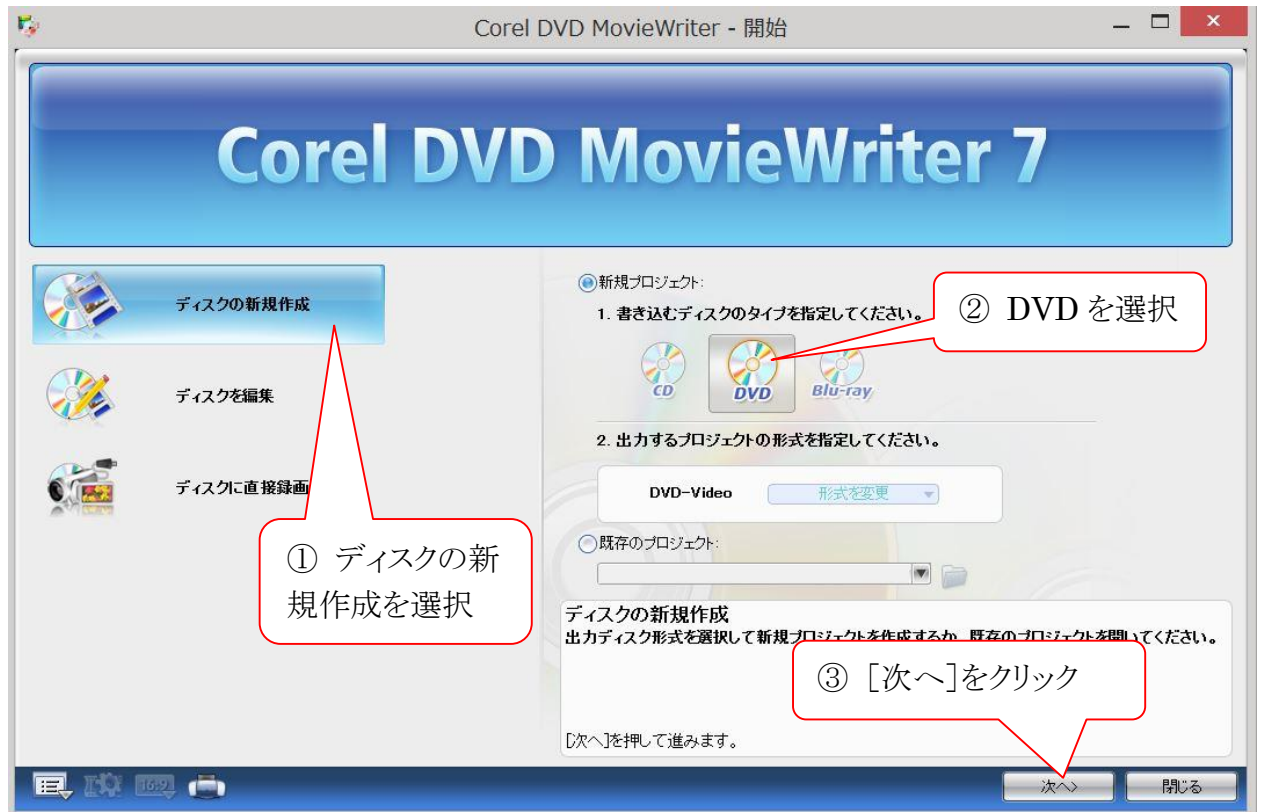 Corel DVD MovieWriter - 開始
Corel DVD MovieWriter 7
ディスクの新規作成
ディスクを編集
ディスクに直接録画
① ディスクの新
規作成を選択
新規プロジェクト:
1. 書き込むディスクのタイプを指定してください。
② DVD を選択
CD
DVD
Blu-ray
2. 出力するプロジェクトの形式を指定してください。
DVD-Video
形式を変更
既存のプロジェクト:
ディスクの新規作成
出力ディスク形式を選択して新規プロジェクトを作成するか、既存のプロジェクトを開いてください。
③ [次へ]をクリック
[次へ]を押して進みます。
16:9
次へ>
閉じる